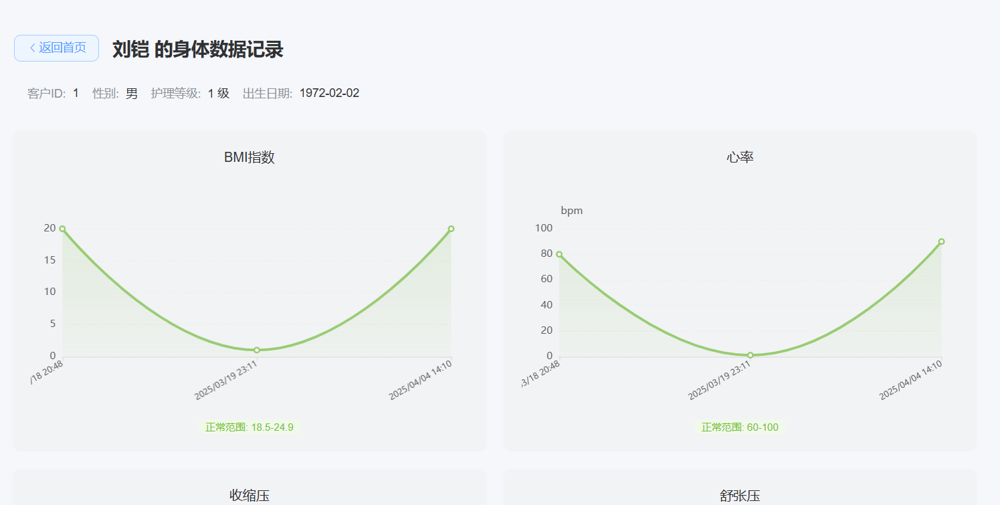 返回首页
刘铠 的身体数据记录
客户ID: 1 性别: 男 护理等级: 1 级 出生日期: 1972-02-02
BMI指数
20
15
10
5
0
/18 20:48
2025/03/19 23:11
2025/04/04 14:10
正常范围: 18.5-24.9
心率
bpm
100
80
60
40
20
0
3/18 20:48
2025/03/19 23:11
2025/04/04 14:10
正常范围: 60-100
收缩压
舒张压